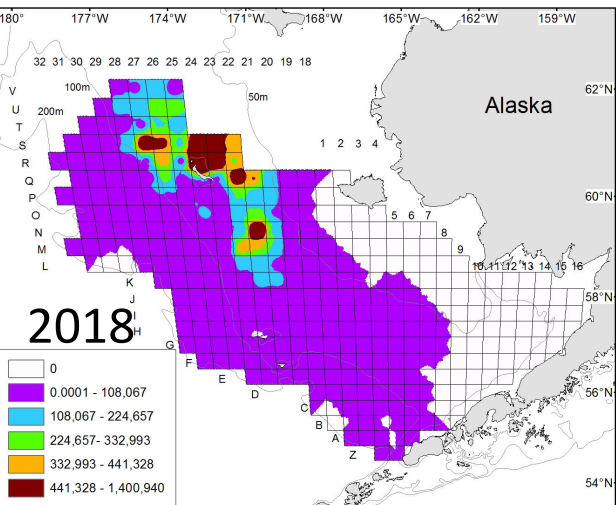 180° 177°W 174°W 171°W 168°W 165°W 162°W 159°W
32 31 30 29 28 27 26 25 24 23 22 21 20 19 18
100m
50m
200m
V
U
T
S
R
Q
P
O
N
M
L
K
J
I
H
G
F
E
D
C
B
A
Z
1 2 3 4
5 6 7
8
9
10 11 12 13 14 15 16
Alaska
62°N
60°N
58°N
56°N
54°N
2018
0
0.0001 - 108,067
108,067 - 224,657
224,657- 332,993
332,993 - 441,328
441,328 - 1,400,940